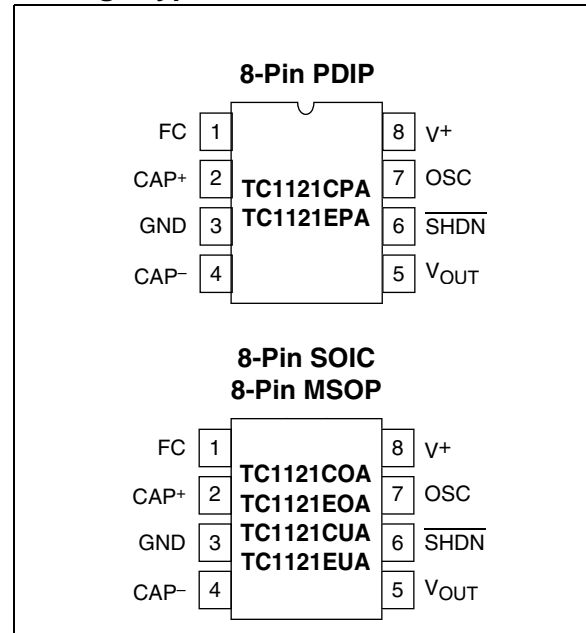 8-Pin PDIP
FC 1 8 V+
CAP+ 2 TC1121CPA 7 OSC
GND 3 TC1121EPA 6 SHDN
CAP– 4 5 VOUT
8-Pin SOIC
8-Pin MSOP
FC 1 8 V+
TC1121COA
CAP+ 2 7 OSC
TC1121EOA
GND 3 TC1121CUA 6 SHDN
TC1121EUA
CAP– 4 5 VOUT